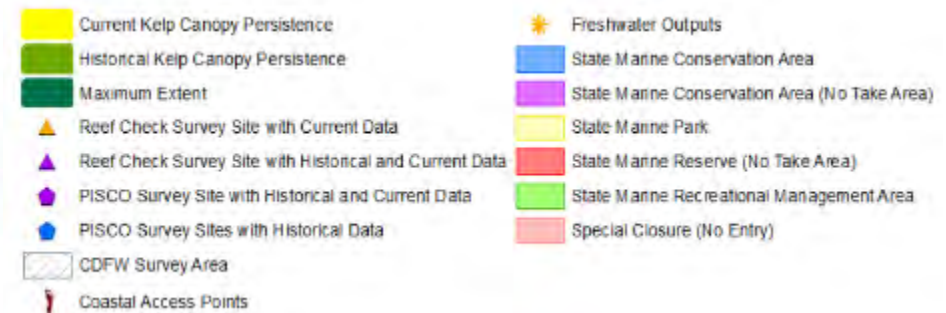 Current Kelp Canopy Persistence
Historical Kelp Canopy Persistence
Maximum Extent
Reef Check Survey Site with Current Data
Reef Check Survey Site with Historical and Current Data
PISCO Survey Site with Historical and Current Data
PISCO Survey Sites with Historical Data
CDFW Survey Area
Coastal Access Points
Freshwater Outputs
State Marine Conservation Area
State Marine Conservation Area (No Take Area)
State Marine Park
State Marine Reserve (No Take Area)
State Marine Recreational Management Area
Special Closure (No Entry)